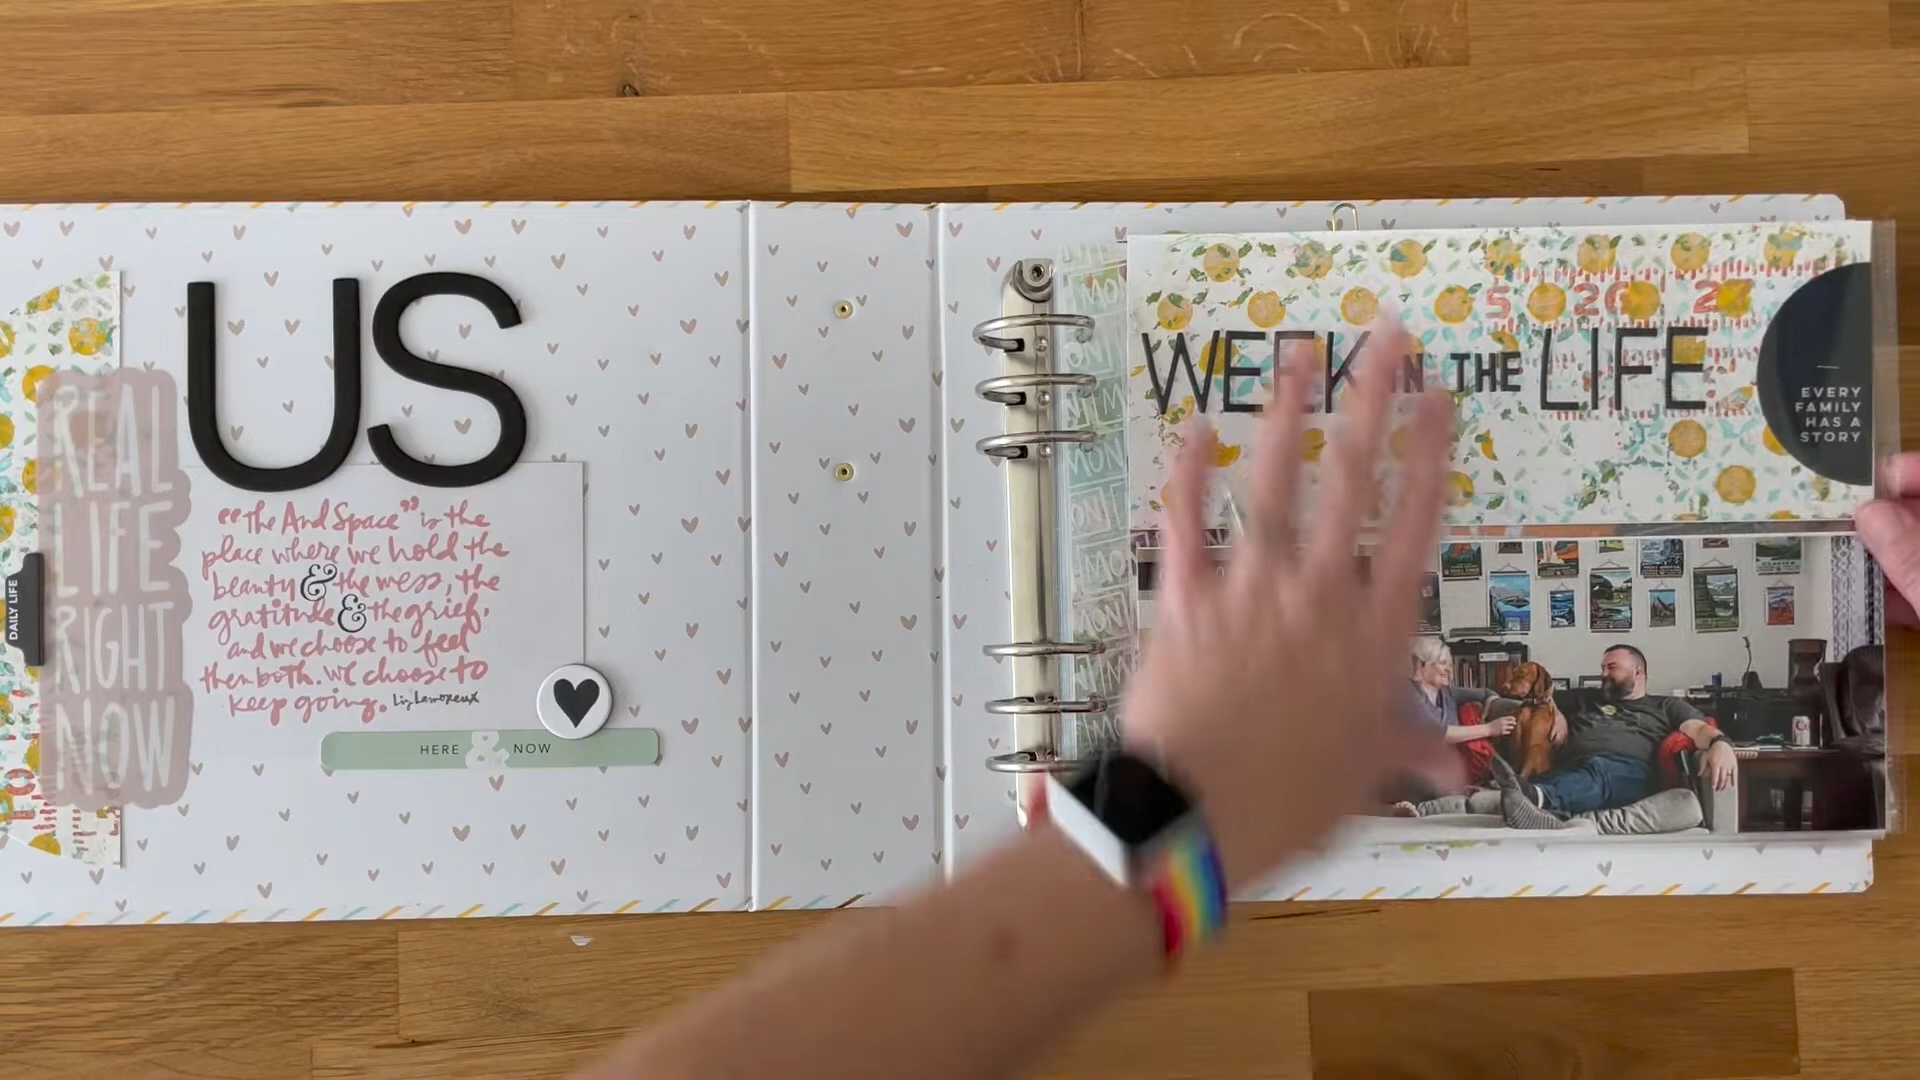 US
REAL
LIFE
RIGHT
NOW
DAILY LIFE
"The And Space" is the
place where we hold the
beauty & the mess, the
gratitude & the grief,
and we choose to feel
them both. We choose to
keep going. Liz Lamoreux
HERE & NOW
WEEK IN THE LIFE
EVERY
FAMILY
HAS A
STORY